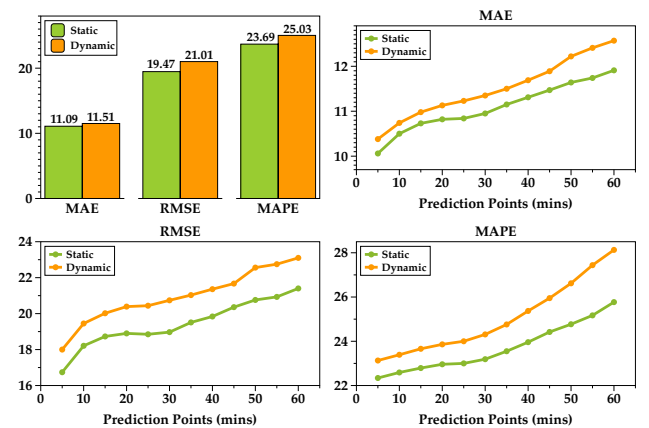 Static
Dynamic
11.09 11.51 19.47 21.01 23.69 25.03
0 10 20
MAE RMSE MAPE
MAE
Static
Dynamic
10 11 12
0 10 20 30 40 50 60
Prediction Points (mins)
RMSE
Static
Dynamic
16 18 20 22 24
0 10 20 30 40 50 60
Prediction Points (mins)
MAPE
Static
Dynamic
22 24 26 28
0 10 20 30 40 50 60
Prediction Points (mins)